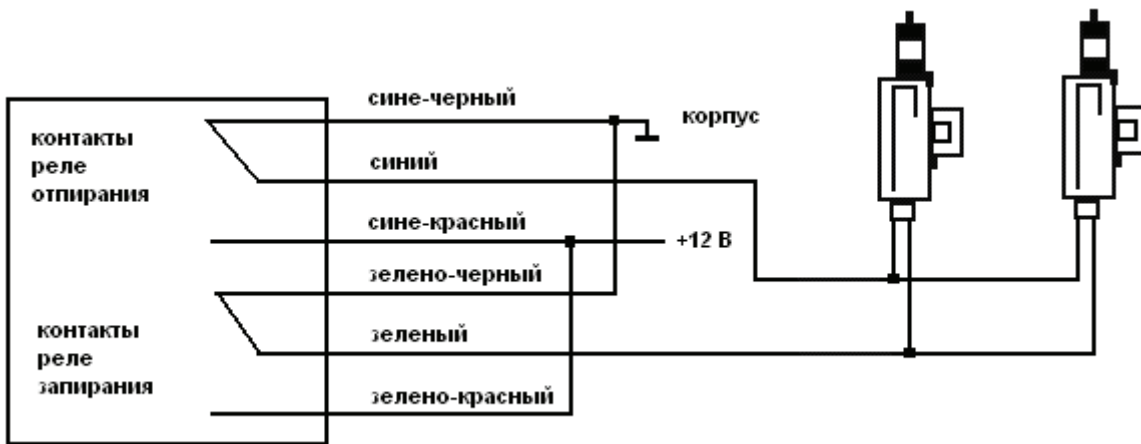 сине-черный
корпус
контакты
реле
отпирания
синий
сине-красный
+12 В
зелено-черный
контакты
реле
запирания
зеленый
зелено-красный